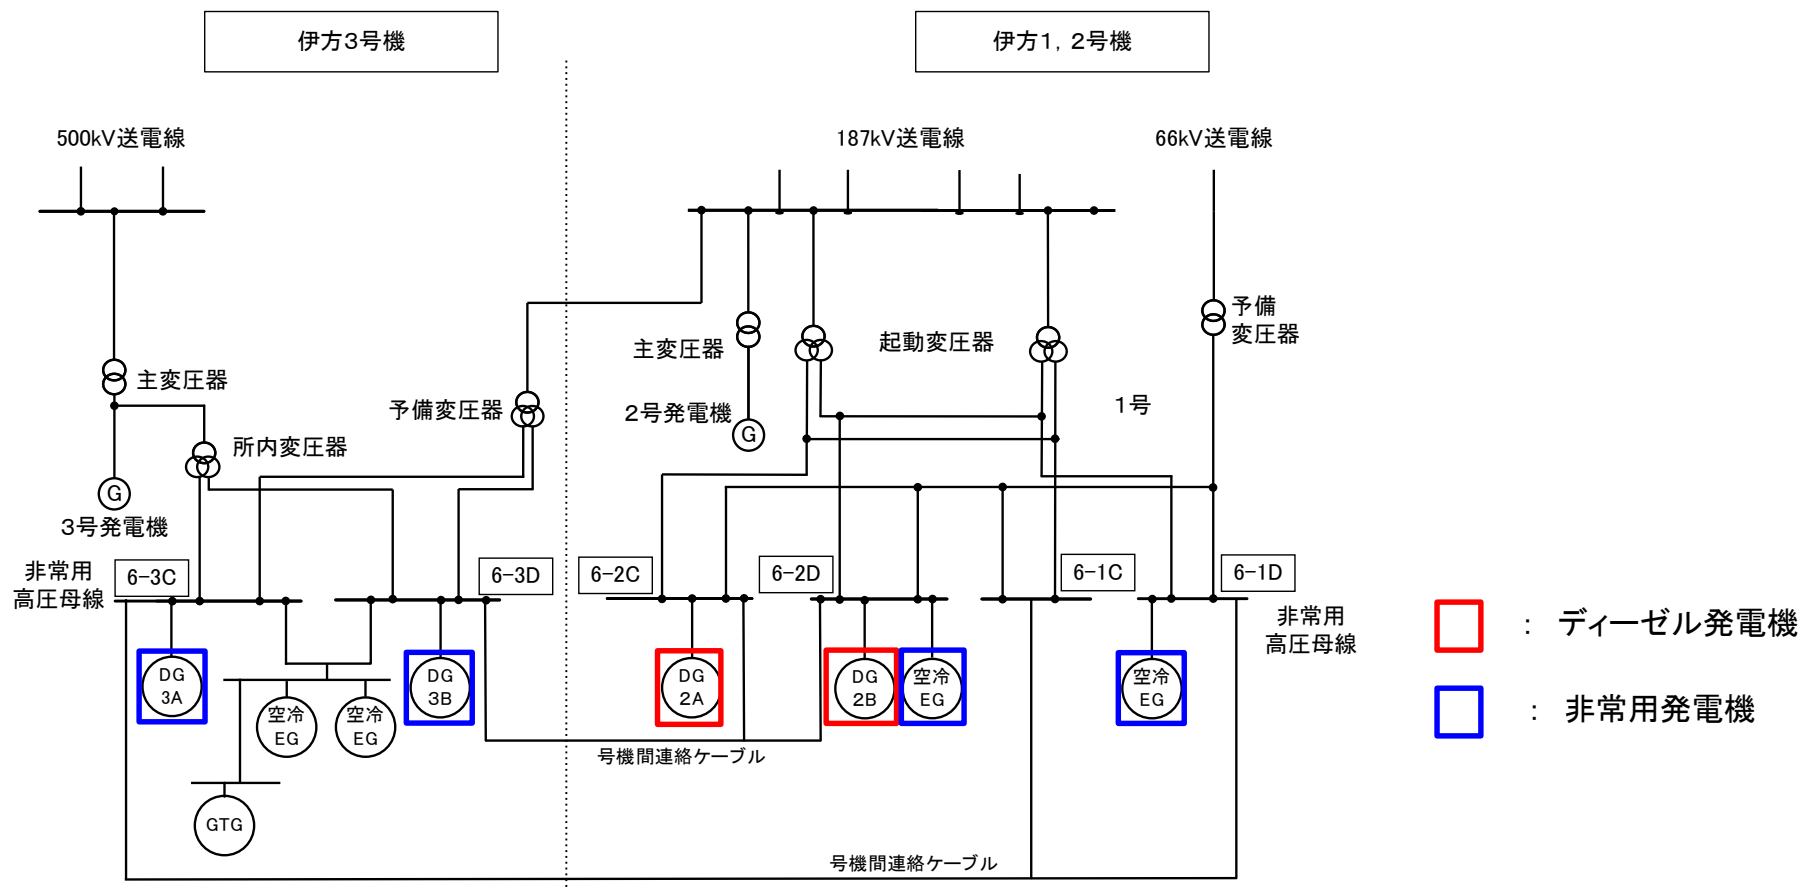 伊方3号機
伊方1，2号機
500kV送電線
187kV送電線
66kV送電線
予備
変圧器
主変圧器
起動変圧器
主変圧器
予備変圧器
1号
2号発電機
G
所内変圧器
G
3号発電機
非常用
高圧母線
6-3C
6-3D
6-2C
6-2D
6-1C
6-1D
非常用
高圧母線
DG
3A
DG
3B
DG
2A
DG
2B
空冷
EG
空冷
EG
空冷
EG
空冷
EG
号機間連絡ケーブル
GTG
号機間連絡ケーブル
： ディーゼル発電機
： 非常用発電機